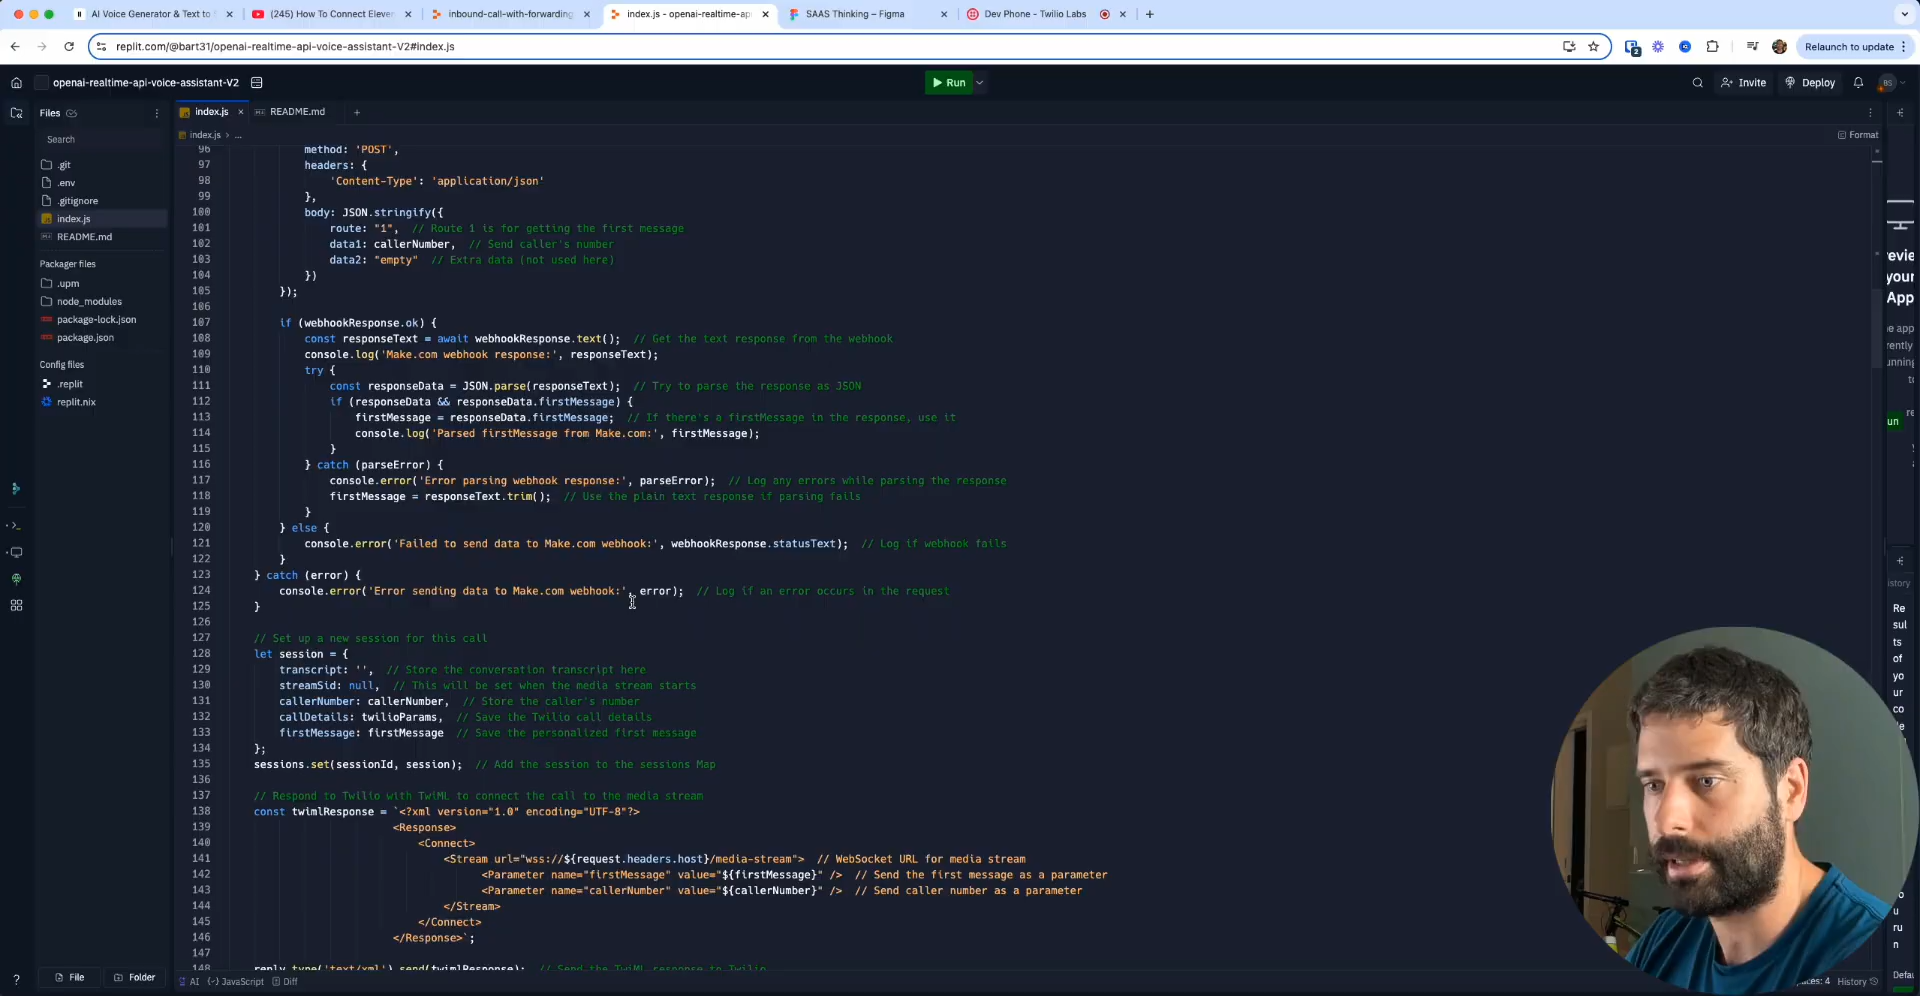 AI Voice Generator & Text to S
(245) How To Connect Eleven
inbound-call-with-forwarding
index.js - openai-realtime-ap
SAAS Thinking – Figma
Dev Phone - Twilio Labs
replit.com/@bart31/openai-realtime-api-voice-assistant-V2#index.js
2
Relaunch to update
openai-realtime-api-voice-assistant-V2
Run
Invite
Deploy
BS
Files
index.js
README.md
Search
index.js > ...
Format
.git
.env
.gitignore
index.js
README.md
Packager files
.upm
node_modules
package-lock.json
package.json
Config files
.replit
replit.nix
96 method: 'POST',
97 headers: {
98 'Content-Type': 'application/json'
99 },
100 body: JSON.stringify({
101 route: "1", // Route 1 is for getting the first message
102 data1: callerNumber, // Send caller's number
103 data2: "empty" // Extra data (not used here)
104 })
105 });
106
107 if (webhookResponse.ok) {
108 const responseText = await webhookResponse.text(); // Get the text response from the webhook
109 console.log('Make.com webhook response:', responseText);
110 try {
111 const responseData = JSON.parse(responseText); // Try to parse the response as JSON
112 if (responseData && responseData.firstMessage) {
113 firstMessage = responseData.firstMessage; // If there's a firstMessage in the response, use it
114 console.log('Parsed firstMessage from Make.com:', firstMessage);
115 }
116 } catch (parseError) {
117 console.error('Error parsing webhook response:', parseError); // Log any errors while parsing the response
118 firstMessage = responseText.trim(); // Use the plain text response if parsing fails
119 }
120 } else {
121 console.error('Failed to send data to Make.com webhook:', webhookResponse.statusText); // Log if webhook fails
122 }
123 } catch (error) {
124 console.error('Error sending data to Make.com webhook:', error); // Log if an error occurs in the request
125 }
126
127 // Set up a new session for this call
128 let session = {
129 transcript: '', // Store the conversation transcript here
130 streamSid: null, // This will be set when the media stream starts
131 callerNumber: callerNumber, // Store the caller's number
132 callDetails: twilioParams, // Save the Twilio call details
133 firstMessage: firstMessage // Save the personalized first message
134 };
135 sessions.set(sessionId, session); // Add the session to the sessions Map
136
137 // Respond to Twilio with TwiML to connect the call to the media stream
138 const twimlResponse = `<?xml version="1.0" encoding="UTF-8"?>
139 <Response>
140 <Connect>
141 <Stream url="wss://${request.headers.host}/media-stream"> // WebSocket URL for media stream
142 <Parameter name="firstMessage" value="${firstMessage}" /> // Send the first message as a parameter
143 <Parameter name="callerNumber" value="${callerNumber}" /> // Send caller number as a parameter
144 </Stream>
145 </Connect>
146 </Response>`;
147
148 reply.type('text/xml').send(twimlResponse); // Send the TwiML response to Twilio
File
Folder
AI
JavaScript
Diff
History